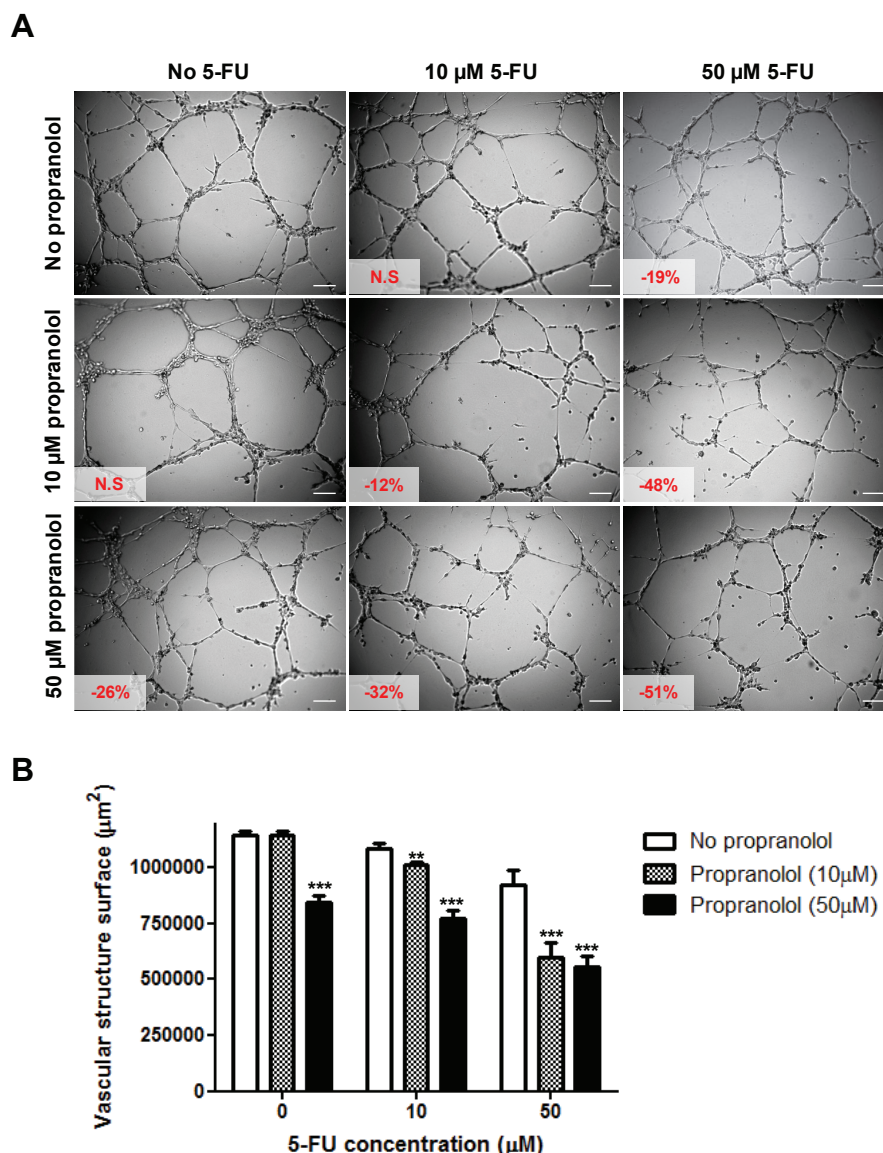 A
No 5-FU
10 µM 5-FU
50 µM 5-FU
No propranolol
N.S
-19%
10 µM propranolol
N.S
-12%
-48%
50 µM propranolol
-26%
-32%
-51%
B
Vascular structure surface (µm²)
1000000
750000
500000
250000
0
***
**
***
***
***
0
10
50
5-FU concentration (µM)
No propranolol
Propranolol (10µM)
Propranolol (50µM)